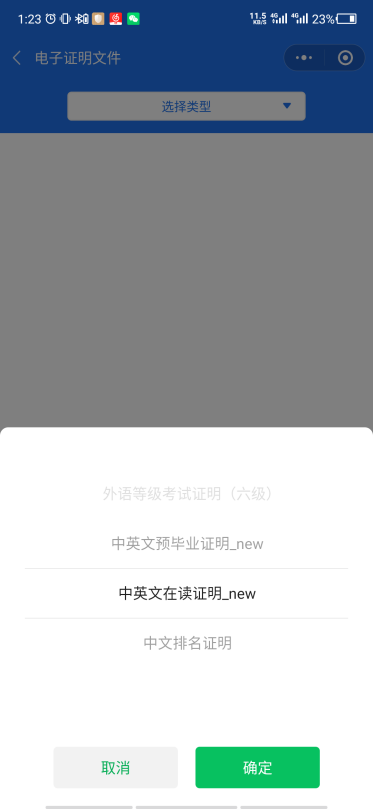 1:23
11.5
KB/S
4G
4G
23%
电子证明文件
选择类型
外语等级考试证明（六级）
中英文预毕业证明_new
中英文在读证明_new
中文排名证明
取消
确定